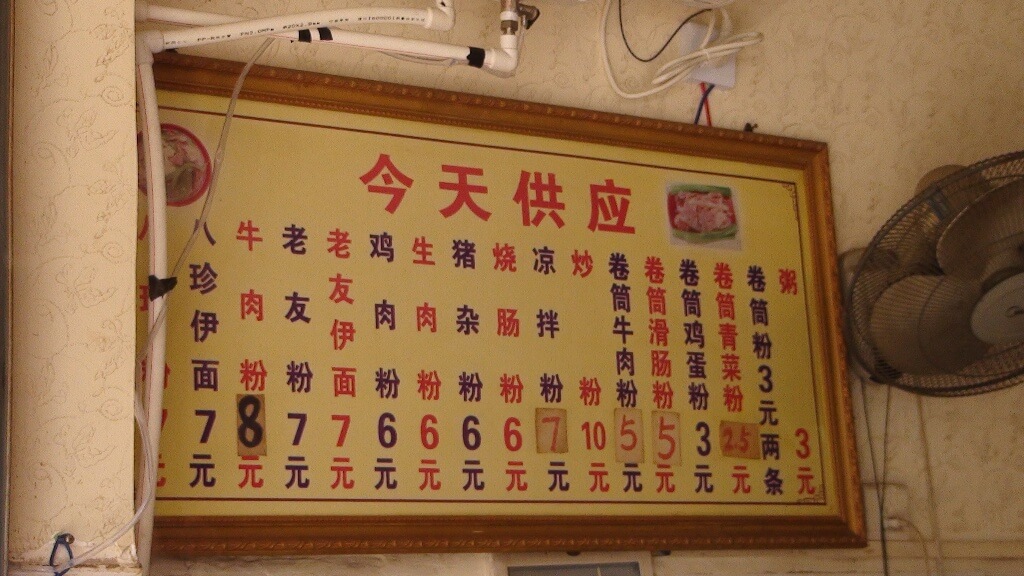 今天供应
八珍伊面7元
牛肉粉8元
老友粉7元
老友伊面7元
鸡肉粉6元
生肉粉6元
猪杂粉6元
烧肠粉6元
凉拌粉7元
炒粉10元
卷筒牛肉粉5元
卷筒滑肠粉5元
卷筒鸡蛋粉3元
卷筒青菜粉25元
卷筒粉3元两条
粥3元